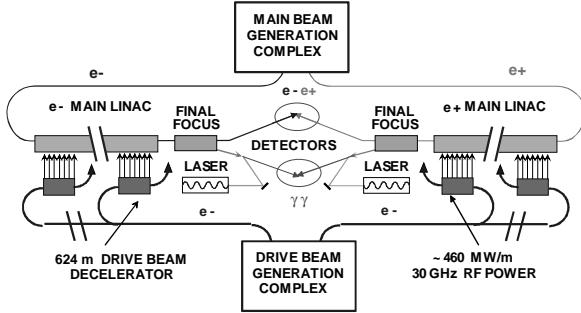 MAIN BEAM
GENERATION
COMPLEX
e-
e+
e- MAIN LINAC
FINAL
FOCUS
e- e+
FINAL
FOCUS
e+ MAIN LINAC
DETECTORS
LASER
LASER
γγ
e-
e-
624 m DRIVE BEAM
DECELERATOR
DRIVE BEAM
GENERATION
COMPLEX
~ 460 MW/m
30 GHz RF POWER